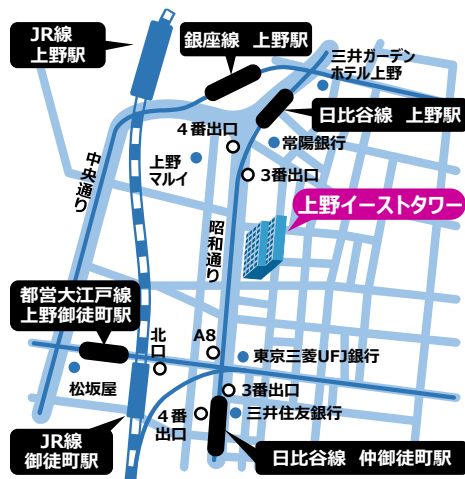 JR線
上野駅
銀座線 上野駅
三井ガーデン
ホテル上野
日比谷線 上野駅
4番出口
常陽銀行
上野
マルイ
3番出口
中央通り
上野イーストタワー
昭和通り
都営大江戸線
上野御徒町駅
北口
A8
東京三菱UFJ銀行
松坂屋
3番出口
4番
出口
三井住友銀行
JR線
御徒町駅
日比谷線 仲御徒町駅